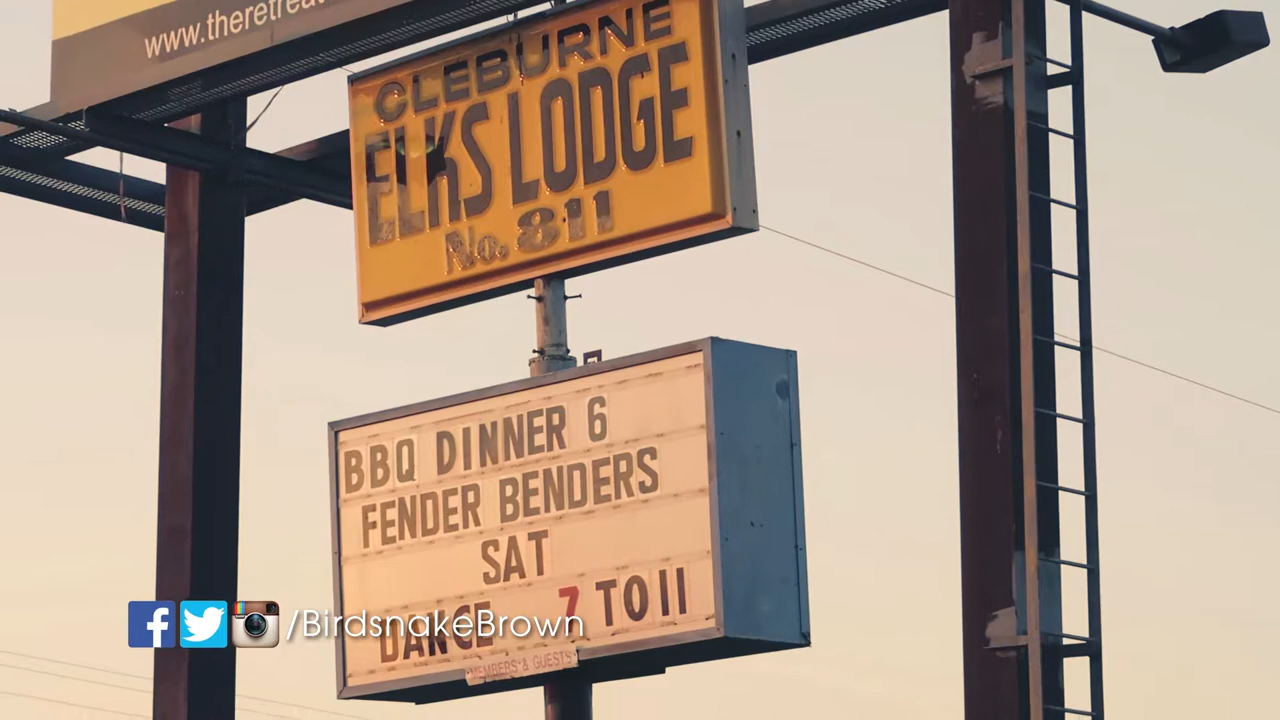 www.theretreat
CLEBURNE
ELKS LODGE
No. 811
BBQ DINNER 6
FENDER BENDERS
SAT
DANCE 7 TO 11
MEMBERS & GUESTS
/BirdsnakeBrown